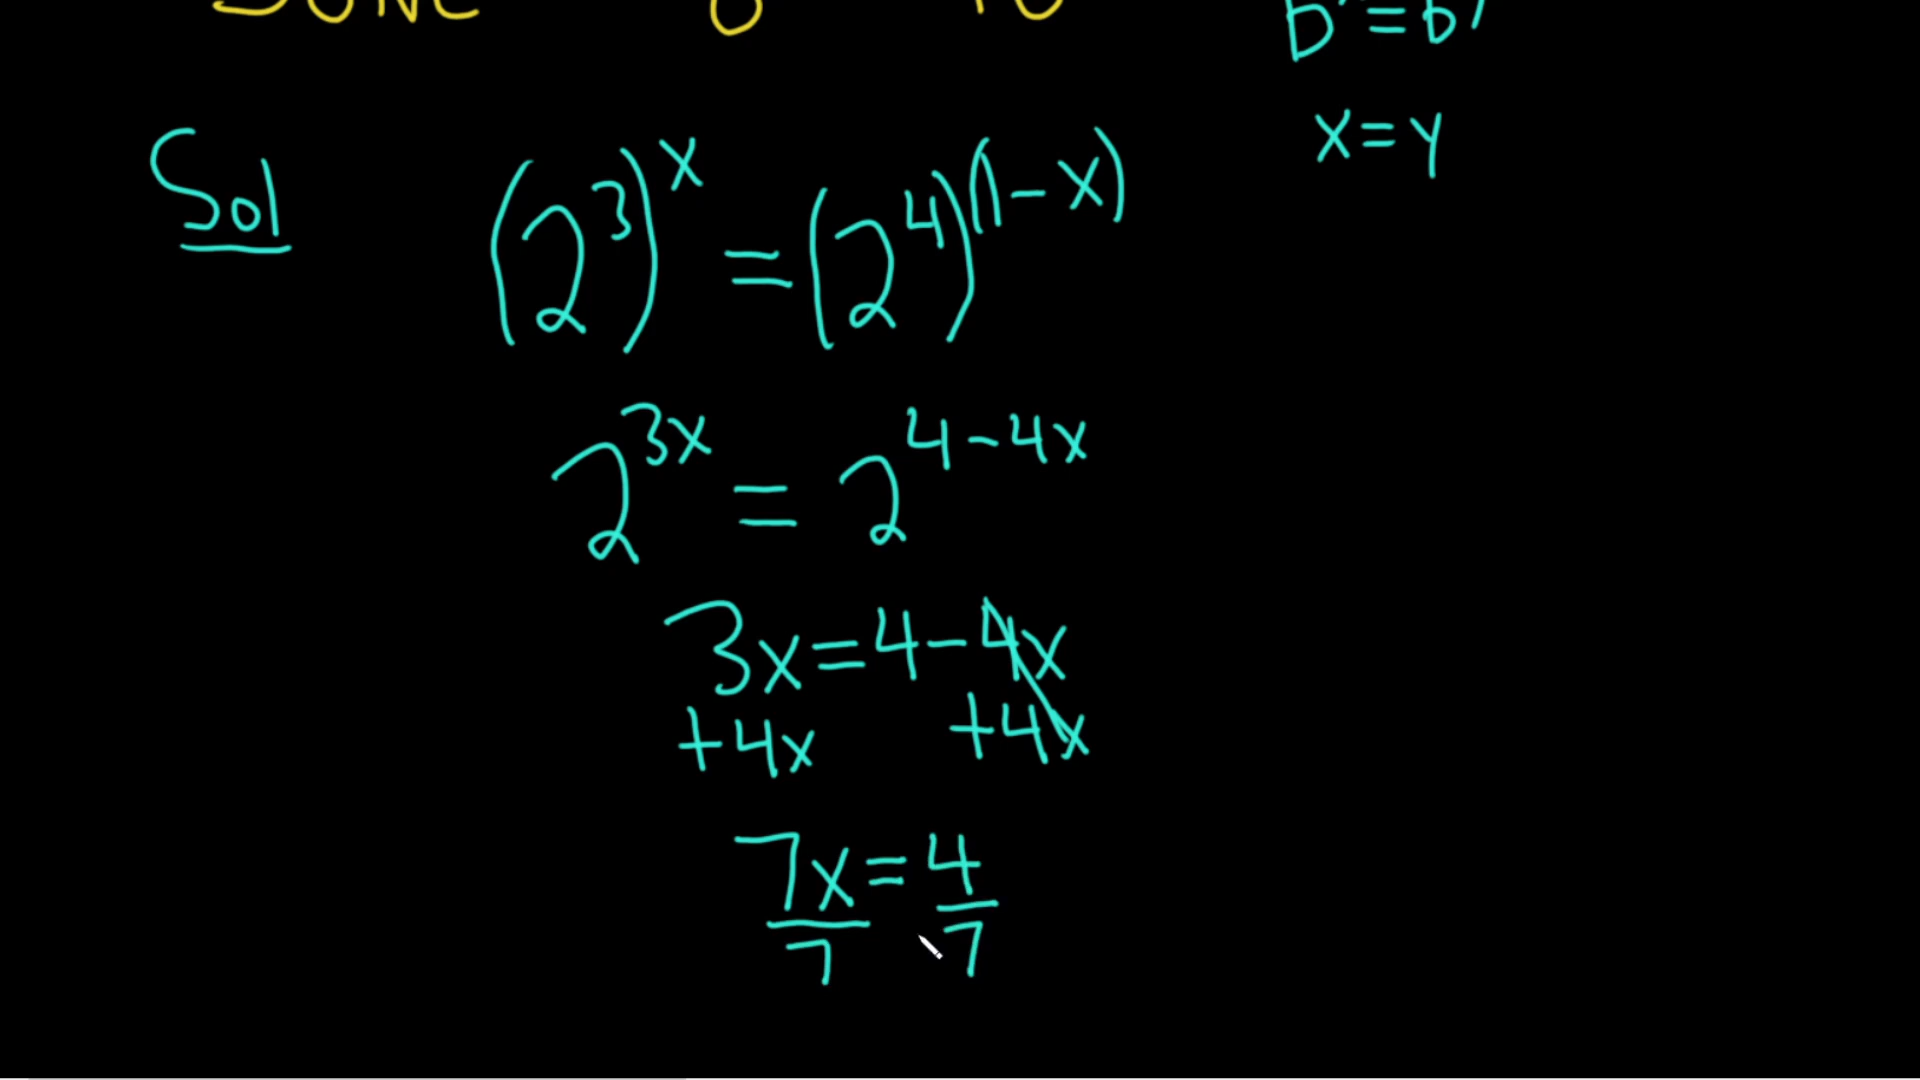 b^x = b^y
x = y
Sol (2^3)^x = (2^4)^(1-x)
2^3x = 2^4-4x
3x = 4 - 4x
+4x +4x
7x = 4
7 7